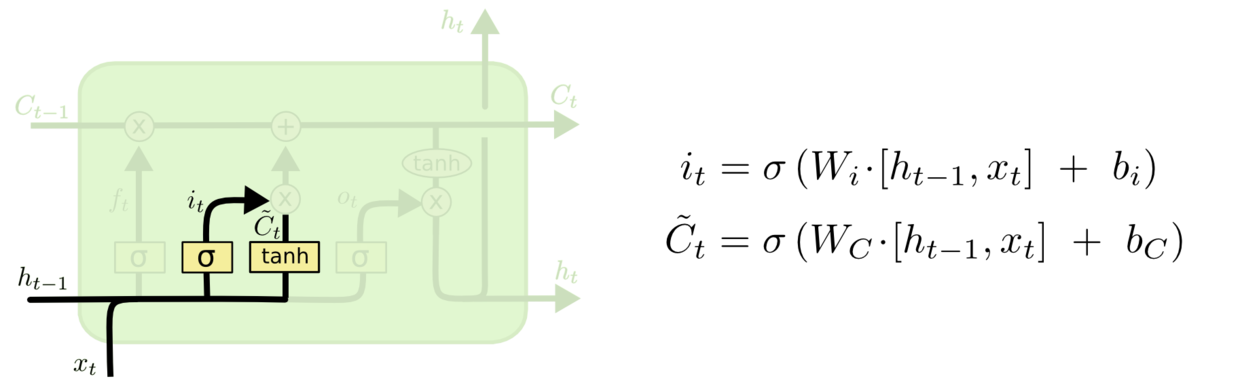 h_t
C_{t-1}
C_t
x
+
tanh
f_t
i_t
x
o_t
x
C̃_t
σ
σ
tanh
σ
h_{t-1}
h_t
x_t
i_t = σ (W_i·[h_{t-1}, x_t] + b_i)
C̃_t = σ (W_C·[h_{t-1}, x_t] + b_C)